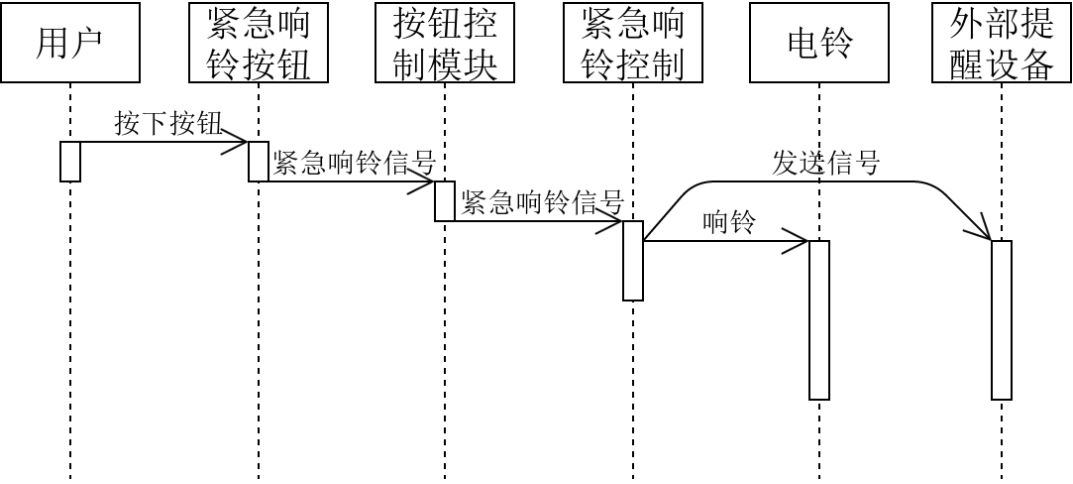 用户
紧急响
铃按钮
按钮控
制模块
紧急响
铃控制
电铃
外部提
醒设备
按下按钮
紧急响铃信号
发送信号
紧急响铃信号
响铃